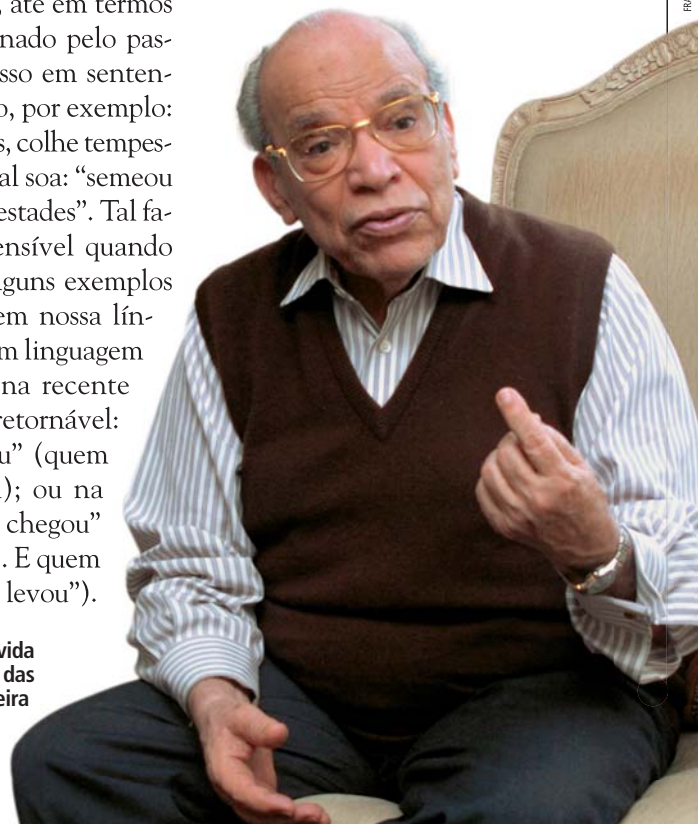 , até em termos
nado pelo pas-
sso em senten-
o, por exemplo:
s, colhe tempes-
al soa: “semeou
estades”. Tal fa-
ensível quando
lguns exemplos
em nossa lín-
m linguagem
na recente
retornável:
u” (quem
); ou na
chegou”
. E quem
levou”).
vida
das
eira
FRA